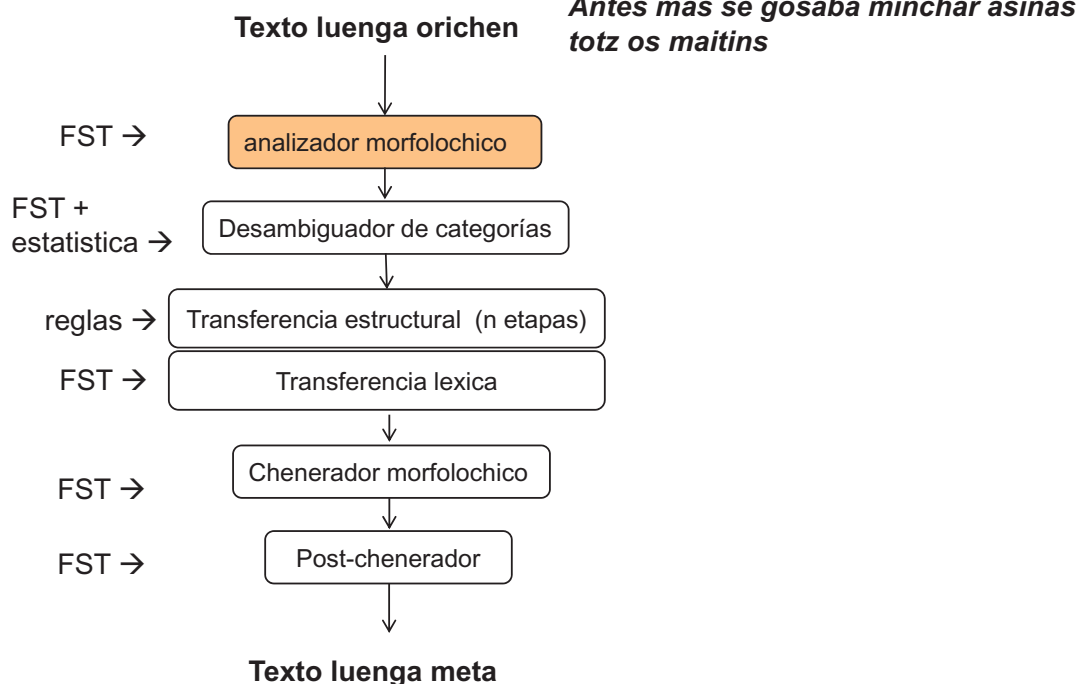 Antes mas se gosaba minchar asinas
totz os maitins
Texto luenga orichen
FST →
analizador morfolochico
FST +
estatistica →
Desambiguador de categorías
reglas →
Transferencia estructural (n etapas)
FST →
Transferencia lexica
Chenerador morfolochico
FST →
Post-chenerador
FST →
Texto luenga meta